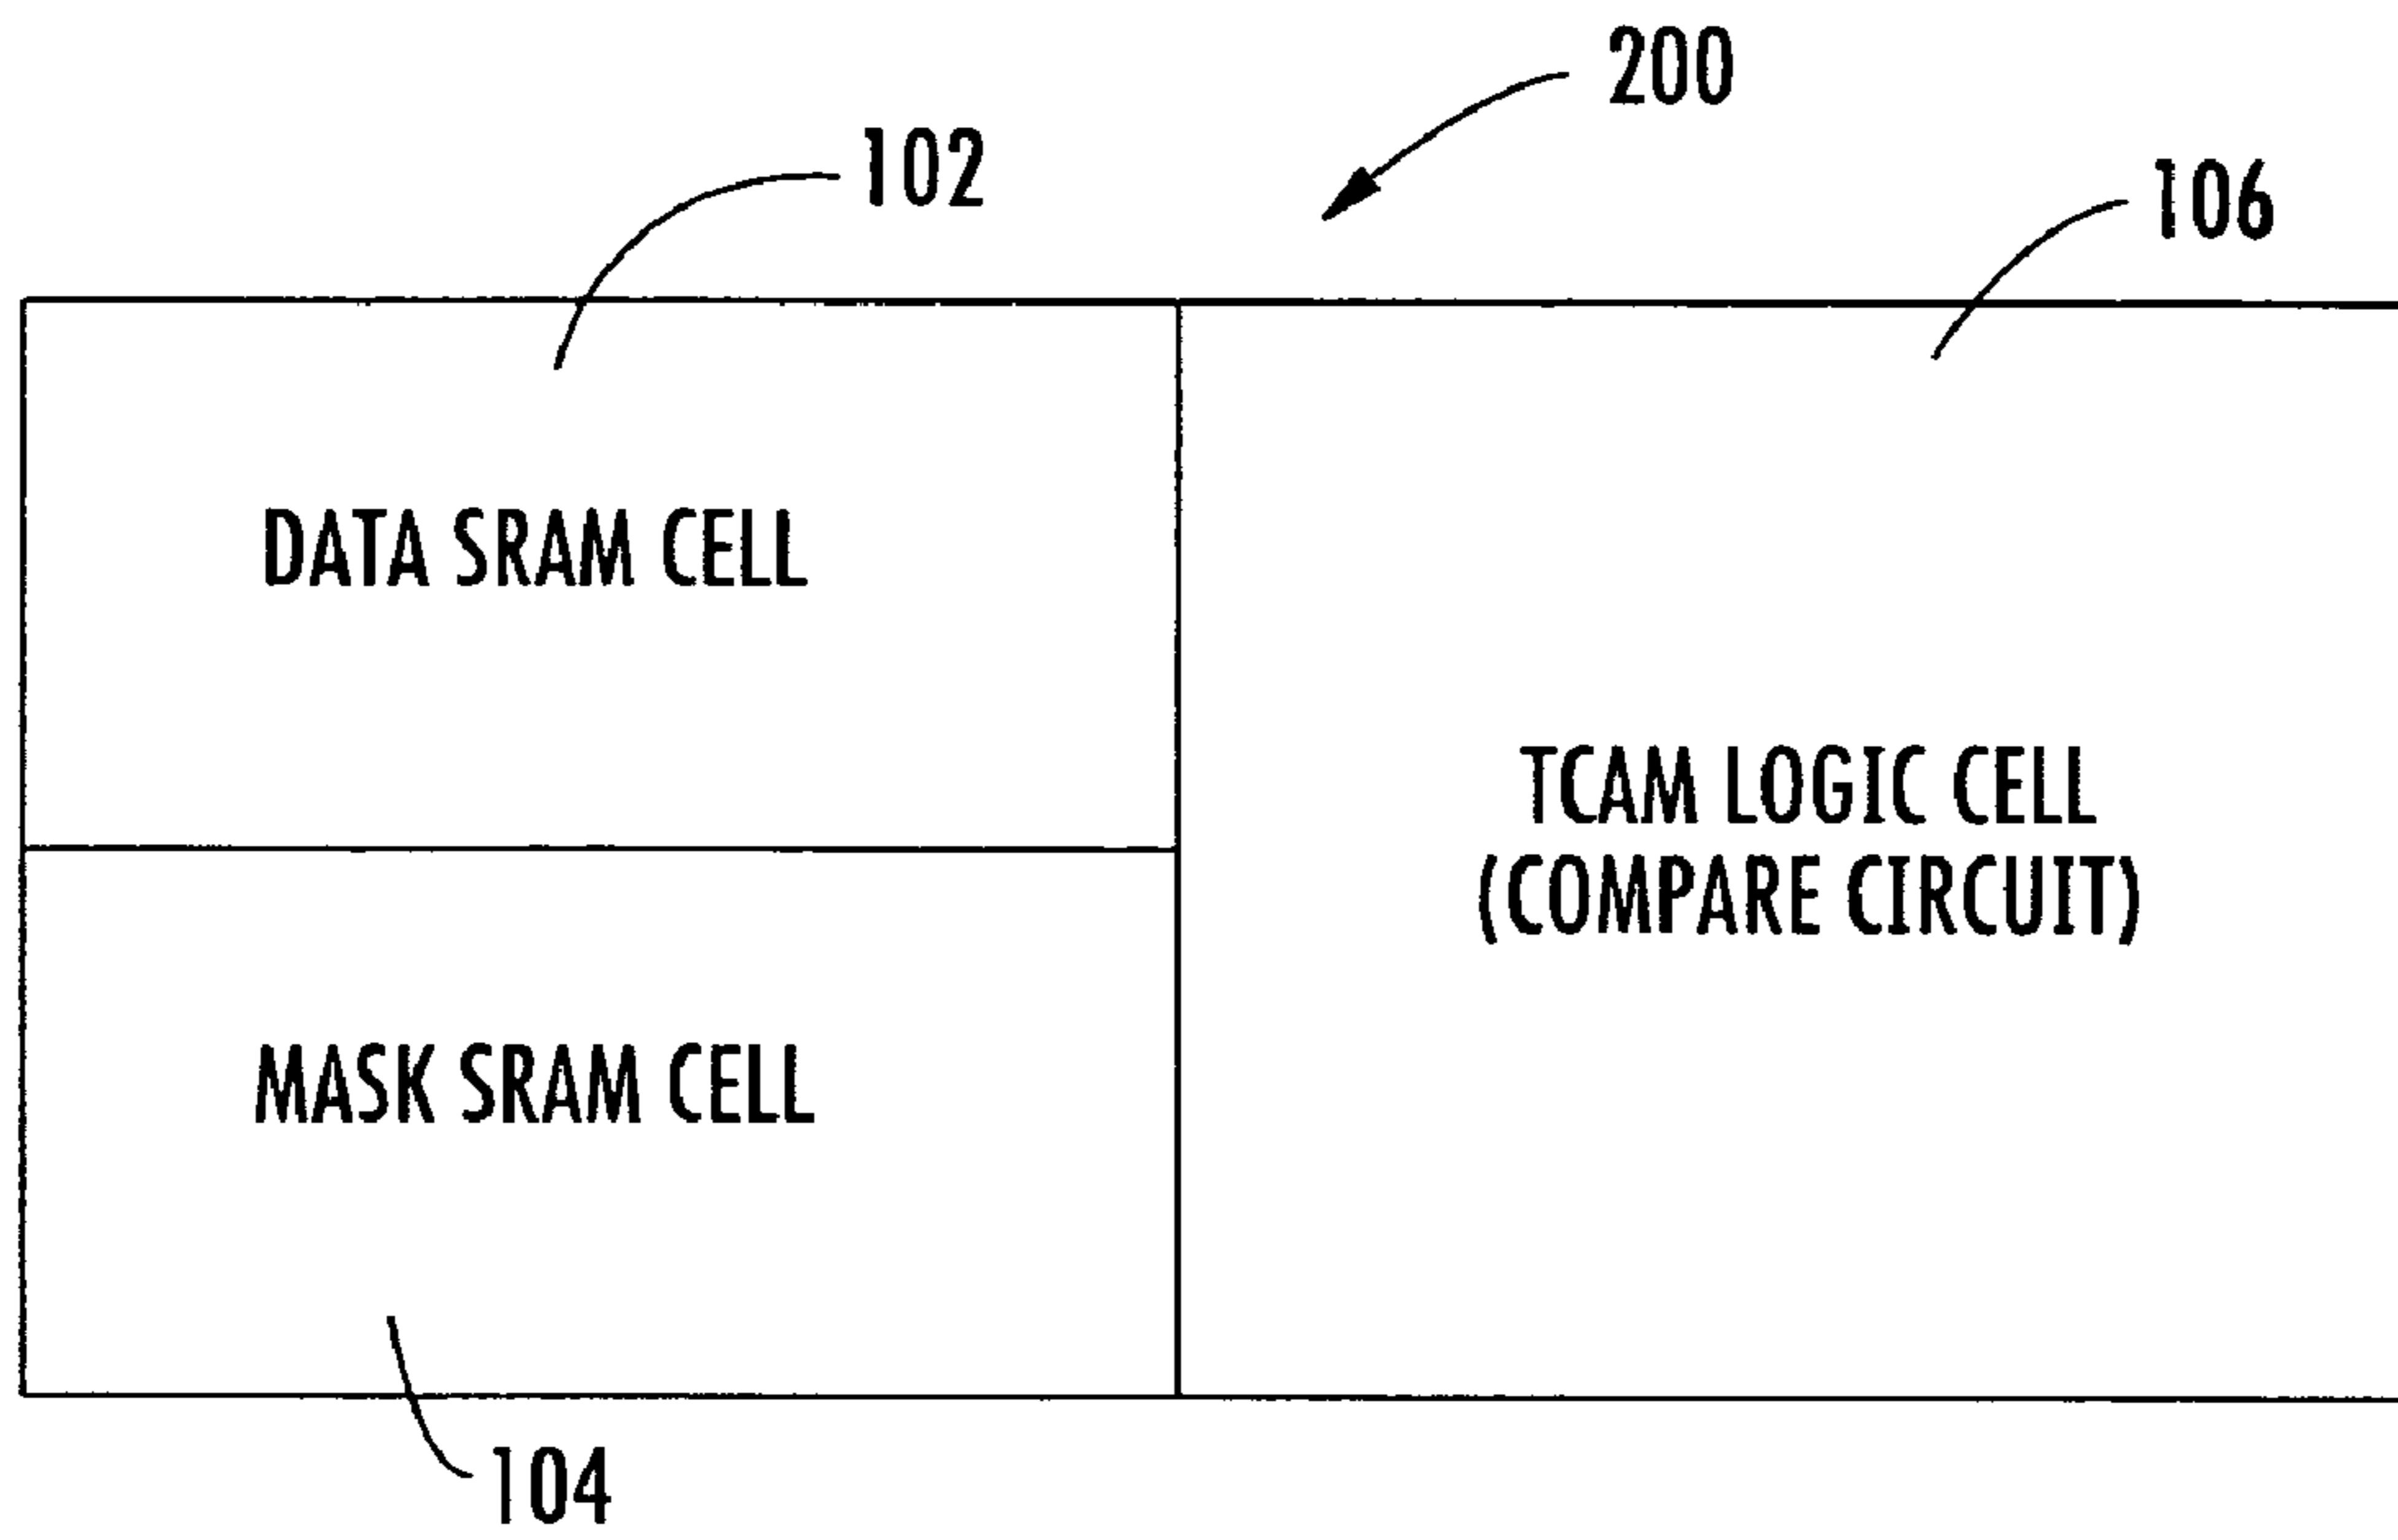 200
102
106
DATA SRAM CELL
TCAM LOGIC CELL
(COMPARE CIRCUIT)
MASK SRAM CELL
104